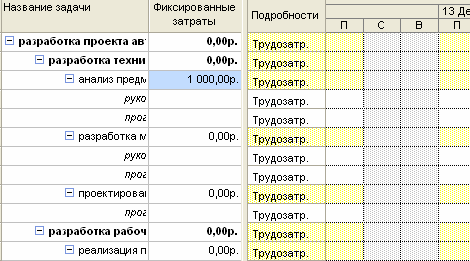 Название задачи Фиксированные затраты Подробности 13 Де
П С В П
разработка проекта ав 0,00р. Трудозатр.
разработка техни 0,00р. Трудозатр.
анализ предм 1 000,00р. Трудозатр.
руко Трудозатр.
прог Трудозатр.
разработка м 0,00р. Трудозатр.
руко Трудозатр.
прог Трудозатр.
проектирова 0,00р. Трудозатр.
прог Трудозатр.
разработка рабоч 0,00р. Трудозатр.
реализация п 0,00р. Трудозатр.